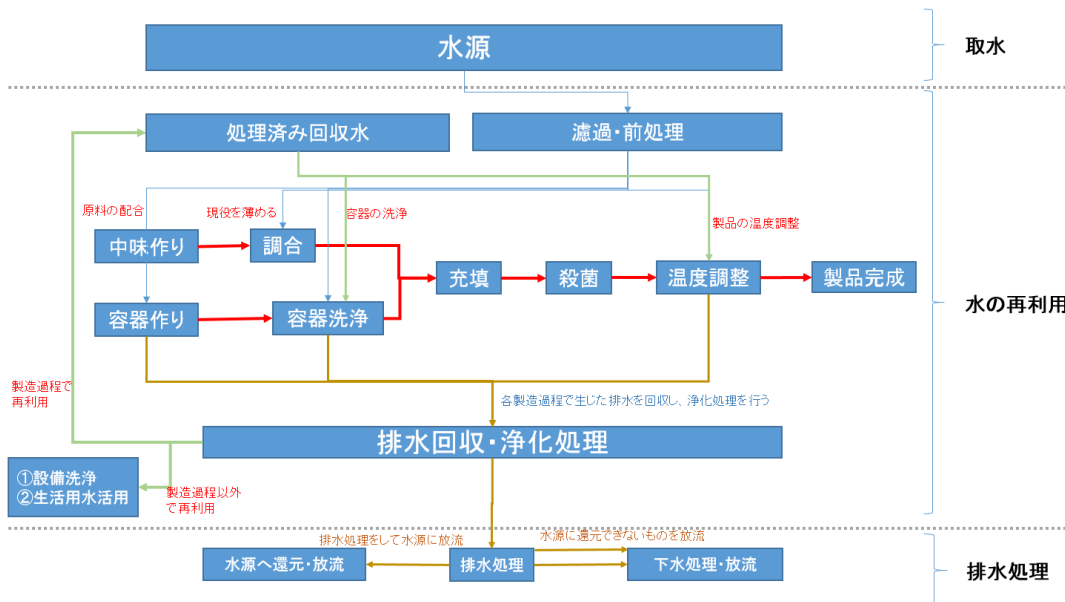 水源
取水
処理済み回収水
濾過・前処理
原料の配合
現役を薄める
容器の洗浄
製品の温度調整
中味作り
調合
充填
殺菌
温度調整
製品完成
容器作り
容器洗浄
水の再利用
製造過程で
再利用
各製造過程で生じた排水を回収し、浄化処理を行う
排水回収・浄化処理
①設備洗浄
②生活用水活用
製造過程以外
で再利用
排水処理をして水源に放流
水源に還元できないものを放流
水源へ還元・放流
排水処理
下水処理・放流
排水処理